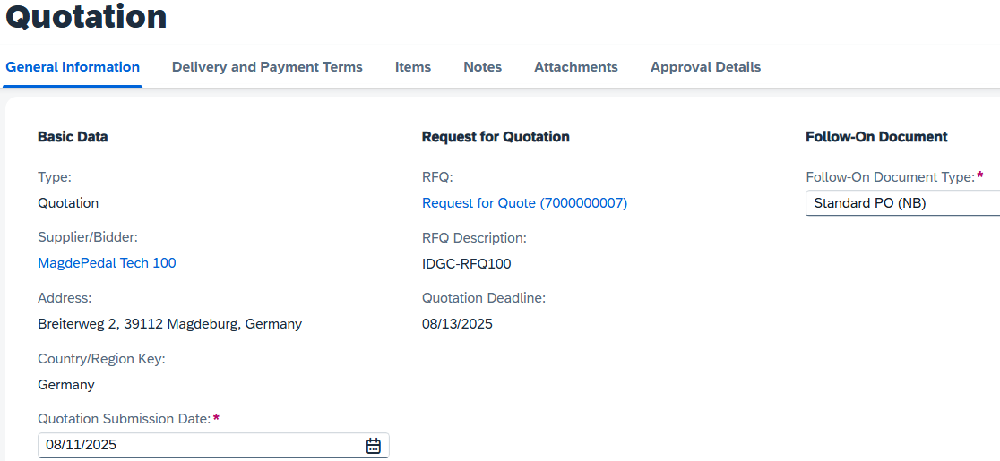 Quotation
General Information
Delivery and Payment Terms
Items
Notes
Attachments
Approval Details
Basic Data
Type:
Quotation
Supplier/Bidder:
MagdePedal Tech 100
Address:
Breiterweg 2, 39112 Magdeburg, Germany
Country/Region Key:
Germany
Quotation Submission Date:*
08/11/2025
Request for Quotation
RFQ:
Request for Quote (7000000007)
RFQ Description:
IDGC-RFQ100
Quotation Deadline:
08/13/2025
Follow-On Document
Follow-On Document Type:*
Standard PO (NB)